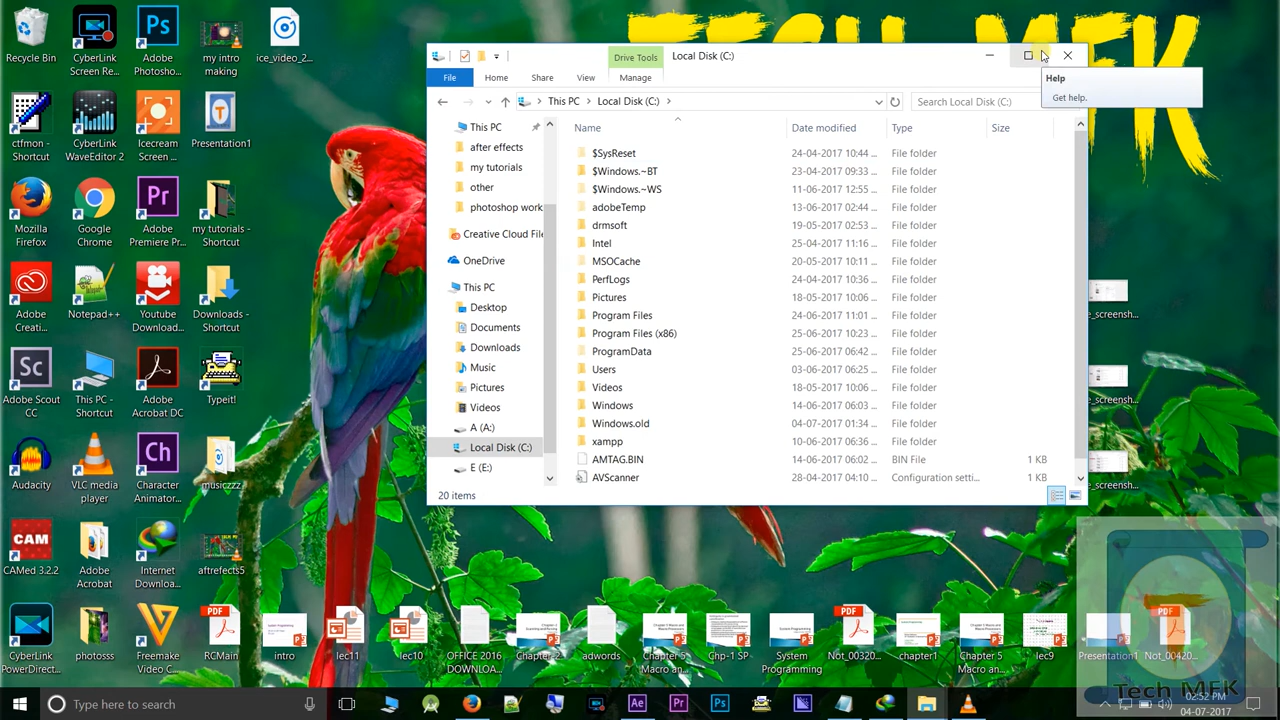 TECH MFK
Recycle Bin
CyberLink Screen Re...
Adobe Photosho...
my intro making
ice_video_2...
ctfmon - Shortcut
CyberLink WaveEditor 2
Icecream Screen ...
Presentation1
Mozilla Firefox
Google Chrome
Adobe Premiere Pr...
my tutorials - Shortcut
Adobe Creati...
Notepad++
Youtube Download...
Downloads - Shortcut
Adobe Scout CC
This PC - Shortcut
Adobe Acrobat DC
Typeit!
Audacity
VLC media player
Character Animator...
musiczzz
CAMed 3.2.2
Adobe Acrobat
Internet Downloa...
aftrefects5
CyberLink PowerDirect...
photosss
Freemake Video C...
RGMain
intro
lec11
lec10
OFFICE 2016 DOWNLOA...
Chapter-2
adwords
Chapter 5 Macro an...
Chp-1 SP
System Programming
Not_00320...
chapter1
Chapter 5 Macro an...
lec9
Presentation1
Not_00420...
e_screensh...
e_screensh...
e_screensh...
Drive Tools
Local Disk (C:)
File Home Share View Manage
Help
Get help.
This PC
Local Disk (C:)
Search Local Disk (C:)
Name Date modified Type Size
This PC
after effects
my tutorials
other
photoshop work
Creative Cloud File
OneDrive
This PC
Desktop
Documents
Downloads
Music
Pictures
Videos
A (A:)
Local Disk (C:)
E (E:)
$SysReset 24-04-2017 10:44 ... File folder
$Windows.~BT 23-04-2017 09:33 ... File folder
$Windows.~WS 11-06-2017 12:55 ... File folder
adobeTemp 13-06-2017 02:44 ... File folder
drmsoft 19-05-2017 02:53 ... File folder
Intel 25-04-2017 11:16 ... File folder
MSOCache 20-05-2017 10:11 ... File folder
PerfLogs 24-04-2017 10:36 ... File folder
Pictures 18-05-2017 10:06 ... File folder
Program Files 24-06-2017 11:01 ... File folder
Program Files (x86) 25-06-2017 10:23 ... File folder
ProgramData 25-06-2017 06:42 ... File folder
Users 03-06-2017 06:25 ... File folder
Videos 18-05-2017 10:06 ... File folder
Windows 14-06-2017 06:03 ... File folder
Windows.old 04-07-2017 01:34 ... File folder
xampp 10-06-2017 06:36 ... File folder
AMTAG.BIN 14-06-2017 06:02 ... BIN File 1 KB
AVScanner 28-04-2017 04:10 ... Configuration setti... 1 KB
20 items
Type here to search
Tech MFK
02:52 PM
04-07-2017